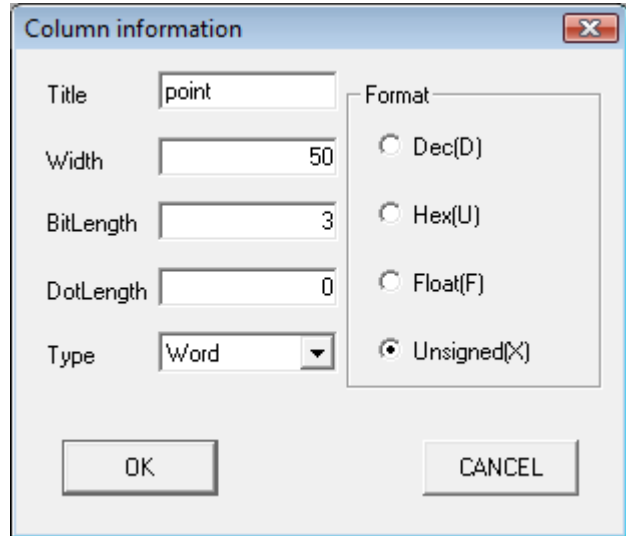 Column information
Title point
Width 50
BitLength 3
DotLength 0
Type Word
Format
Dec(D)
Hex(U)
Float(F)
Unsigned(X)
OK CANCEL